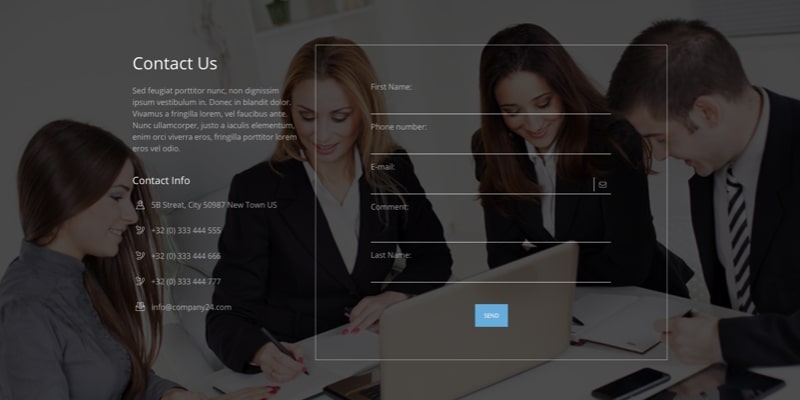 Contact Us
Sed feugiat porttitor nunc, non dignissim
ipsum vestibulum in. Donec in blandit dolor.
Vivamus a fringilla lorem, vel faucibus ante.
Nunc ullamcorper, justo a iaculis elementum,
enim orci viverra eros, fringilla porttitor lorem
eros vel odio.
Contact Info
5B Streat, City 50987 New Town US
+32 (0) 333 444 555
+32 (0) 333 444 666
+32 (0) 333 444 777
info@company24.com
First Name:
Phone number:
E-mail:
Comment:
Last Name:
SEND